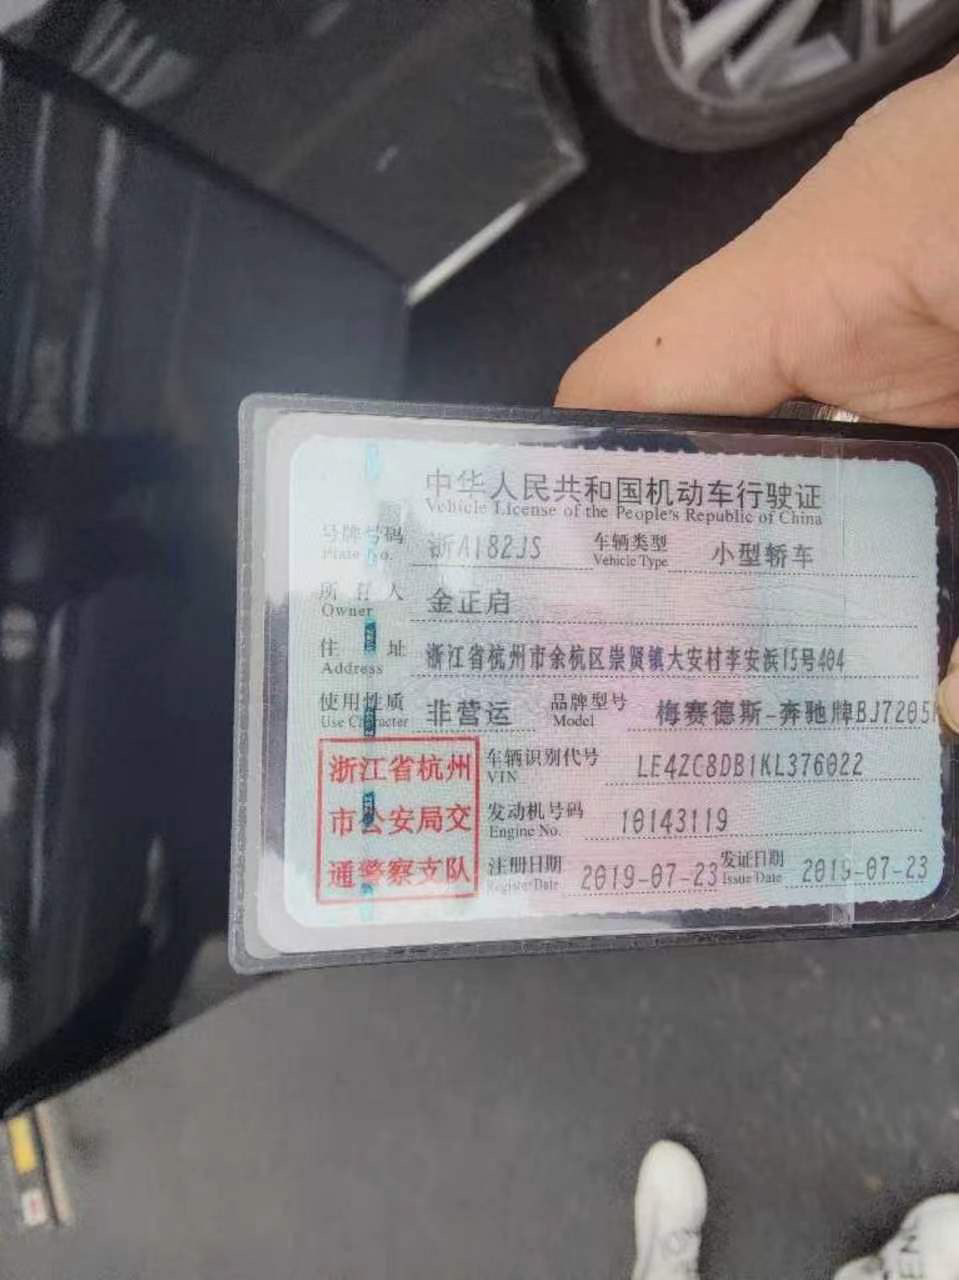 中华人民共和国机动车行驶证
Vehicle License of the People's Republic of China
号牌号码 浙A182JS 车辆类型 小型轿车
Plate No. Vehicle Type
所有人 金正启
Owner
住址 浙江省杭州市余杭区崇贤镇大安村李安浜15号404
Address
使用性质 非营运 品牌型号 梅赛德斯-奔驰牌BJ7205
Use Character Model
浙江省杭州 车辆识别代号 LE4ZC8DB1KL376022
VIN
市公安局交 发动机号码 10143119
Engine No.
通警察支队 注册日期 2019-07-23 发证日期 2019-07-23
Register Date Issue Date